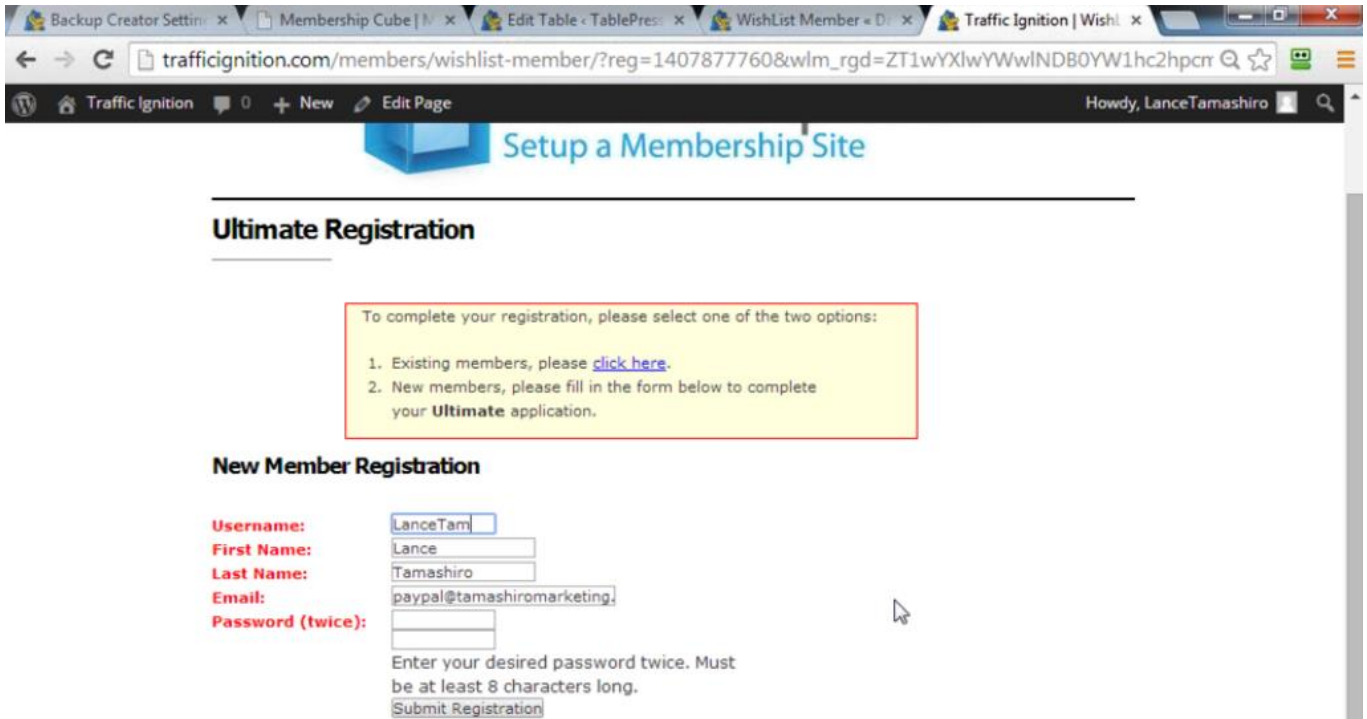 Backup Creator Settin
Membership Cube | M
Edit Table ‹ TablePress
WishList Member « D
Traffic Ignition | WishL
trafficignition.com/members/wishlist-member/?reg=1407877760&wlm_rgd=
Traffic Ignition 0 + New Edit Page Howdy, LanceTamashiro
Setup a Membership Site
Ultimate Registration
To complete your registration, please select one of the two options:
1. Existing members, please click here.
2. New members, please fill in the form below to complete
your Ultimate application.
New Member Registration
Username: LanceTam
First Name: Lance
Last Name: Tamashiro
Email: paypal@tamashiromarketing.
Password (twice):
Enter your desired password twice. Must
be at least 8 characters long.
Submit Registration